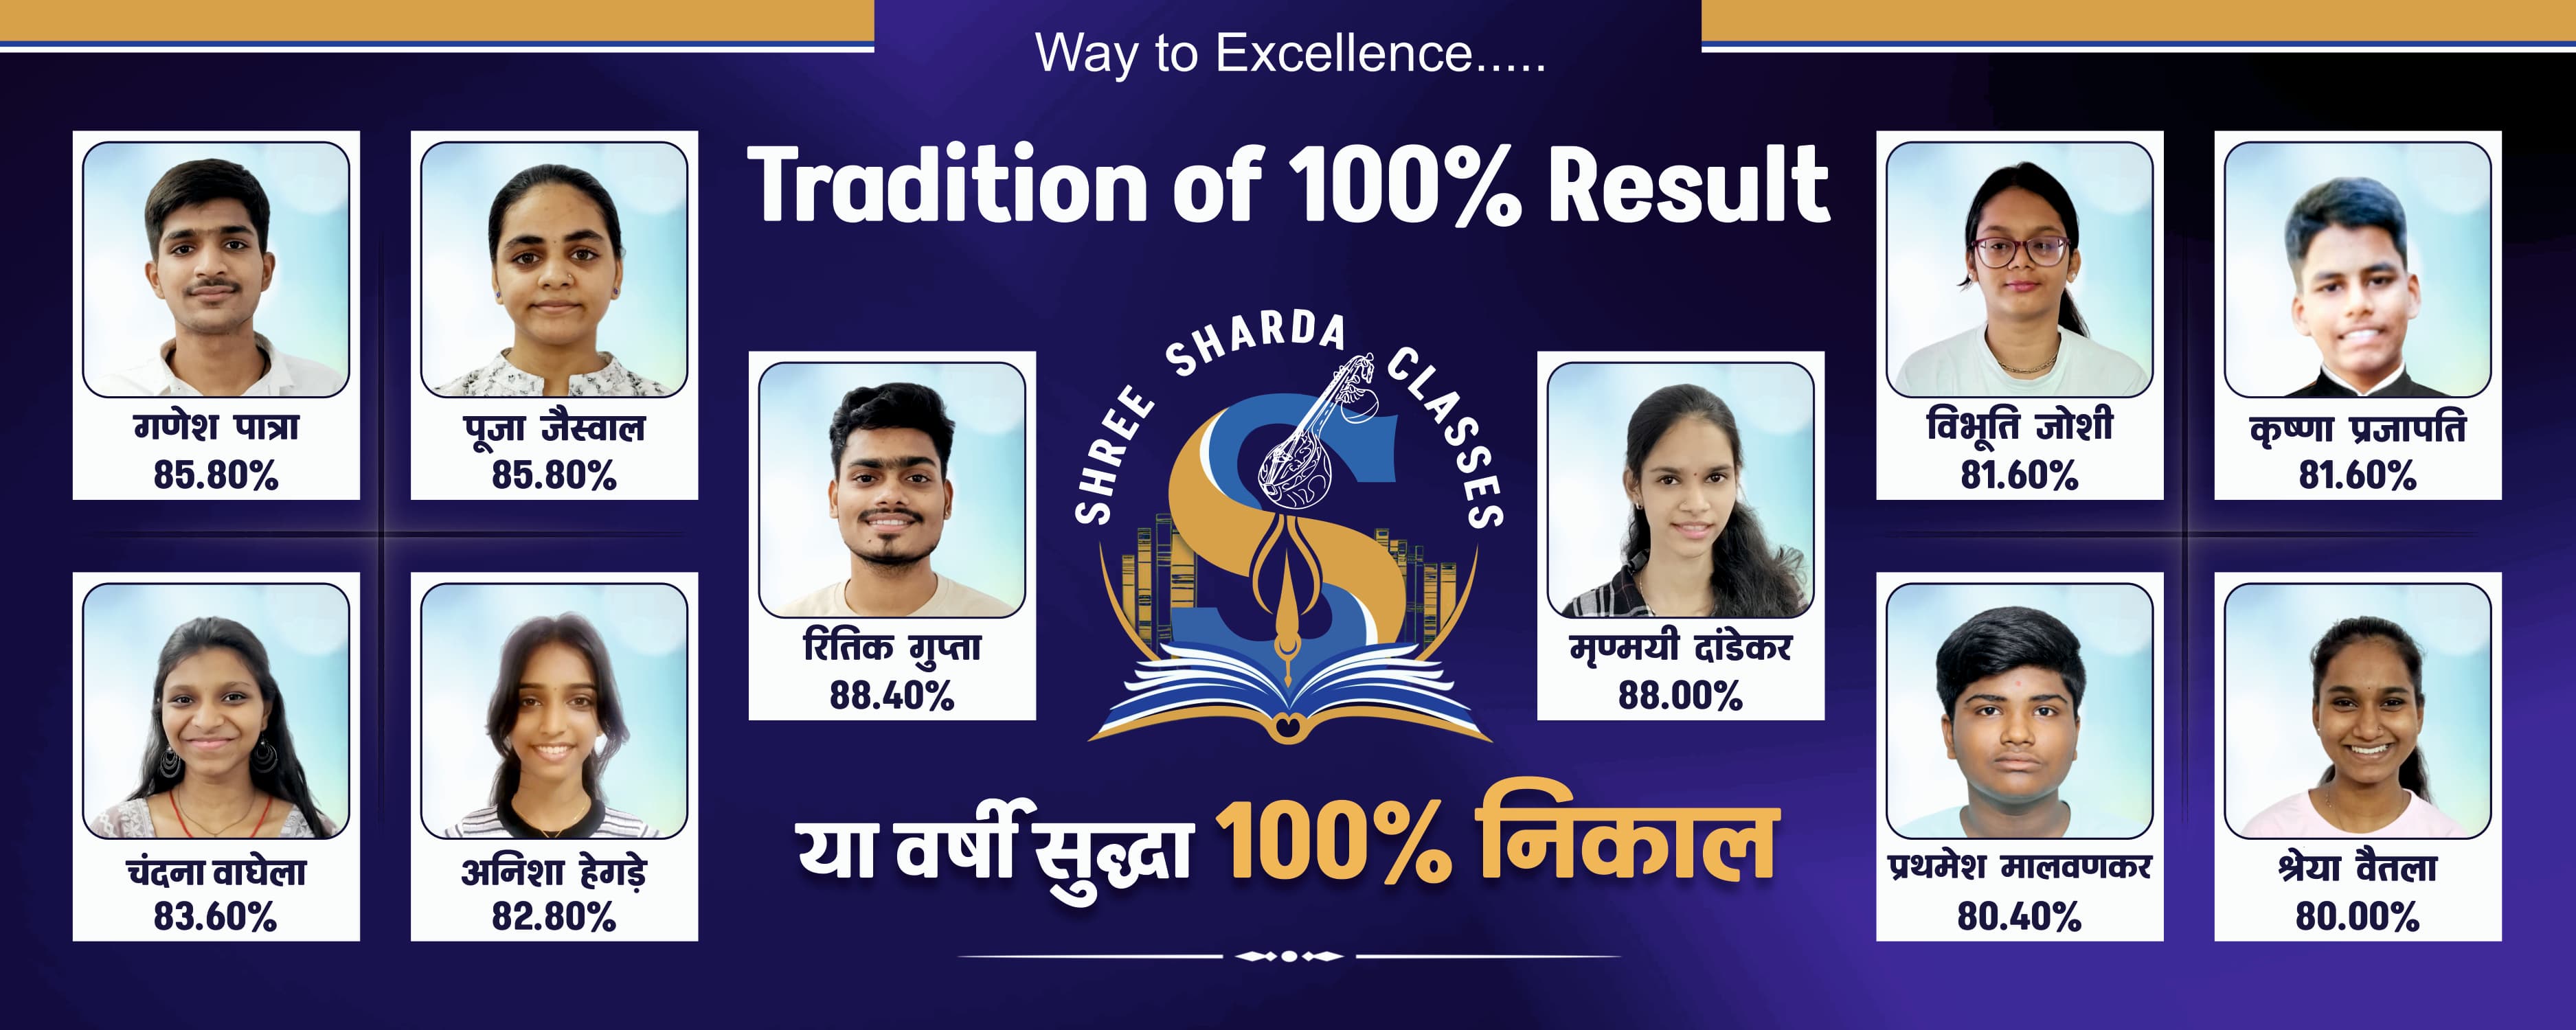 Way to Excellence.....
Tradition of 100% Result
गणेश पात्रा
85.80%
पूजा जैस्वाल
85.80%
चंदना वाघेला
83.60%
अनिशा हेगड़े
82.80%
रितिक गुप्ता
88.40%
SHREE SHARDA CLASSES
मृण्मयी दांडेकर
88.00%
या वर्षी सुद्धा 100% निकाल
विभूति जोशी
81.60%
कृष्णा प्रजापति
81.60%
प्रथमेश मालवणकर
80.40%
श्रेया वैतला
80.00%